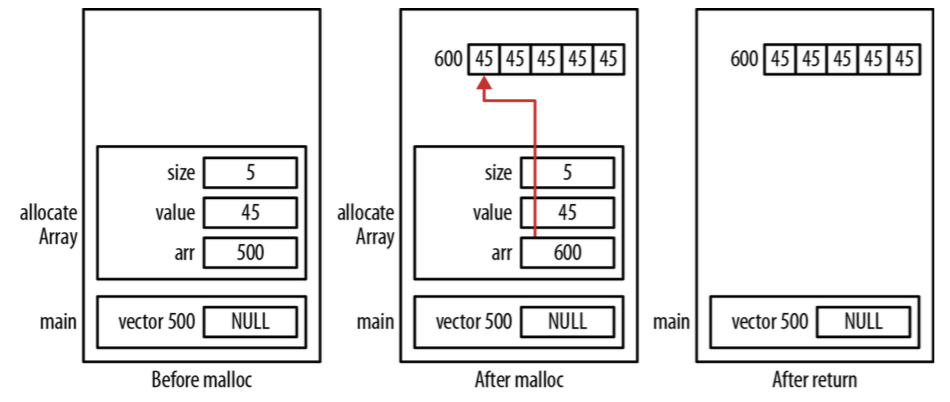 600 45 45 45 45 45
600 45 45 45 45 45
size 5
size 5
allocate Array
value 45
allocate Array
value 45
arr 500
arr 600
main
vector 500 NULL
main
vector 500 NULL
main
vector 500 NULL
Before malloc
After malloc
After return